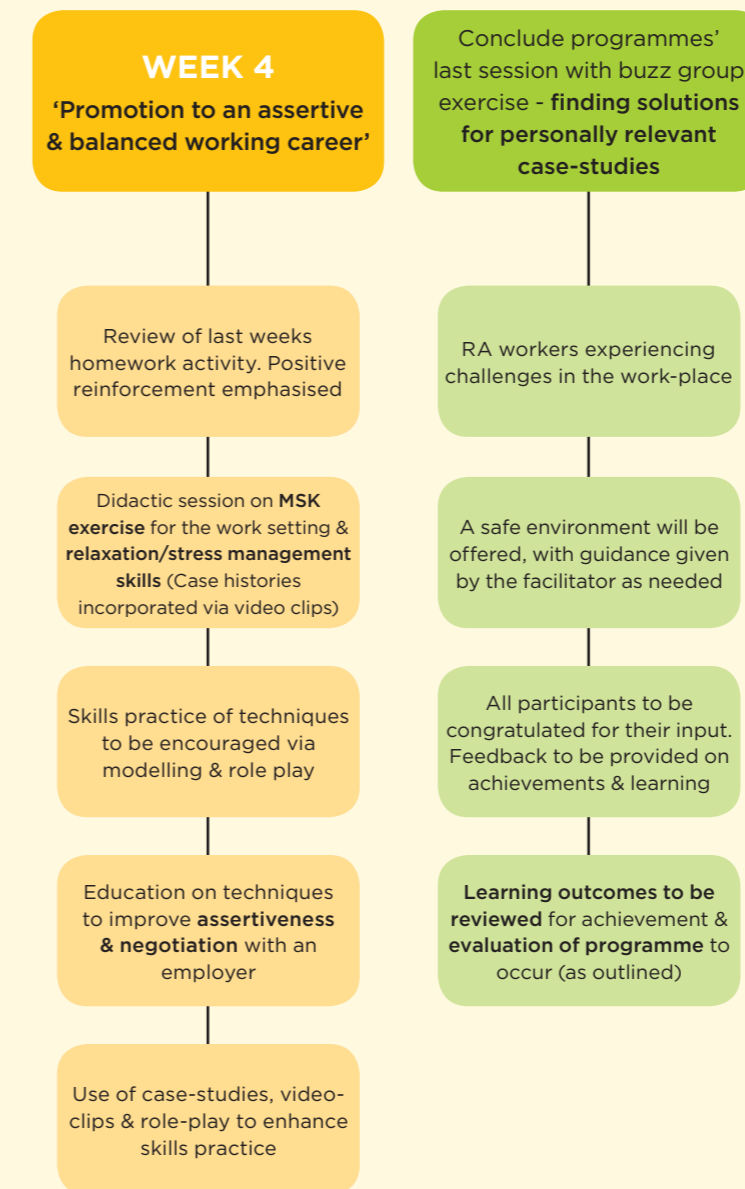 WEEK 4
‘Promotion to an assertive
& balanced working career’
Review of last weeks
homework activity. Positive
reinforcement emphasised
Didactic session on MSK
exercise for the work setting &
relaxation/stress management
skills (Case histories
incorporated via video clips)
Skills practice of techniques
to be encouraged via
modelling & role play
Education on techniques
to improve assertiveness
& negotiation with an
employer
Use of case-studies, video-
clips & role-play to enhance
skills practice
Conclude programmes’
last session with buzz group
exercise - finding solutions
for personally relevant
case-studies
RA workers experiencing
challenges in the work-place
A safe environment will be
offered, with guidance given
by the facilitator as needed
All participants to be
congratulated for their input.
Feedback to be provided on
achievements & learning
Learning outcomes to be
reviewed for achievement &
evaluation of programme to
occur (as outlined)